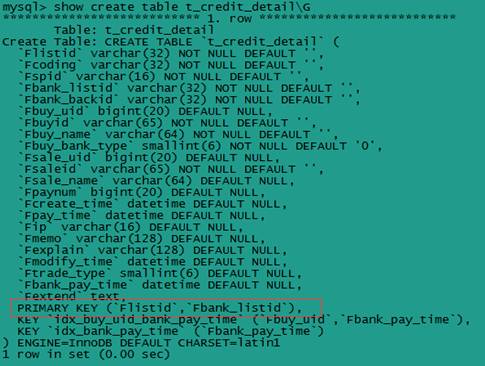 mysql> show create table t_credit_detail\G
*************************** 1. row ***************************
Table: t_credit_detail
Create Table: CREATE TABLE `t_credit_detail` (
`Flistid` varchar(32) NOT NULL DEFAULT '',
`Fcoding` varchar(32) NOT NULL DEFAULT '',
`Fspid` varchar(16) NOT NULL DEFAULT '',
`Fbank_listid` varchar(32) NOT NULL DEFAULT '',
`Fbank_backid` varchar(32) NOT NULL DEFAULT '',
`Fbuy_uid` bigint(20) DEFAULT NULL,
`Fbuyid` varchar(65) NOT NULL DEFAULT '',
`Fbuy_name` varchar(64) NOT NULL DEFAULT '',
`Fbuy_bank_type` smallint(6) NOT NULL DEFAULT '0',
`Fsale_uid` bigint(20) DEFAULT NULL,
`Fsaleid` varchar(65) NOT NULL DEFAULT '',
`Fsale_name` varchar(64) DEFAULT NULL,
`Fpaynum` bigint(20) DEFAULT NULL,
`Fcreate_time` datetime DEFAULT NULL,
`Fpay_time` datetime DEFAULT NULL,
`Fip` varchar(16) DEFAULT NULL,
`Fmemo` varchar(128) DEFAULT NULL,
`Fexplain` varchar(128) DEFAULT NULL,
`Fmodify_time` datetime DEFAULT NULL,
`Ftrade_type` smallint(6) DEFAULT NULL,
`Fbank_pay_time` datetime DEFAULT NULL,
`Fextend` text,
PRIMARY KEY (`Flistid`,`Fbank_listid`),
KEY `idx_buy_uid_bank_pay_time` (`Fbuy_uid`,`Fbank_pay_time`),
KEY `idx_bank_pay_time` (`Fbank_pay_time`)
) ENGINE=InnoDB DEFAULT CHARSET=latin1
1 row in set (0.00 sec)